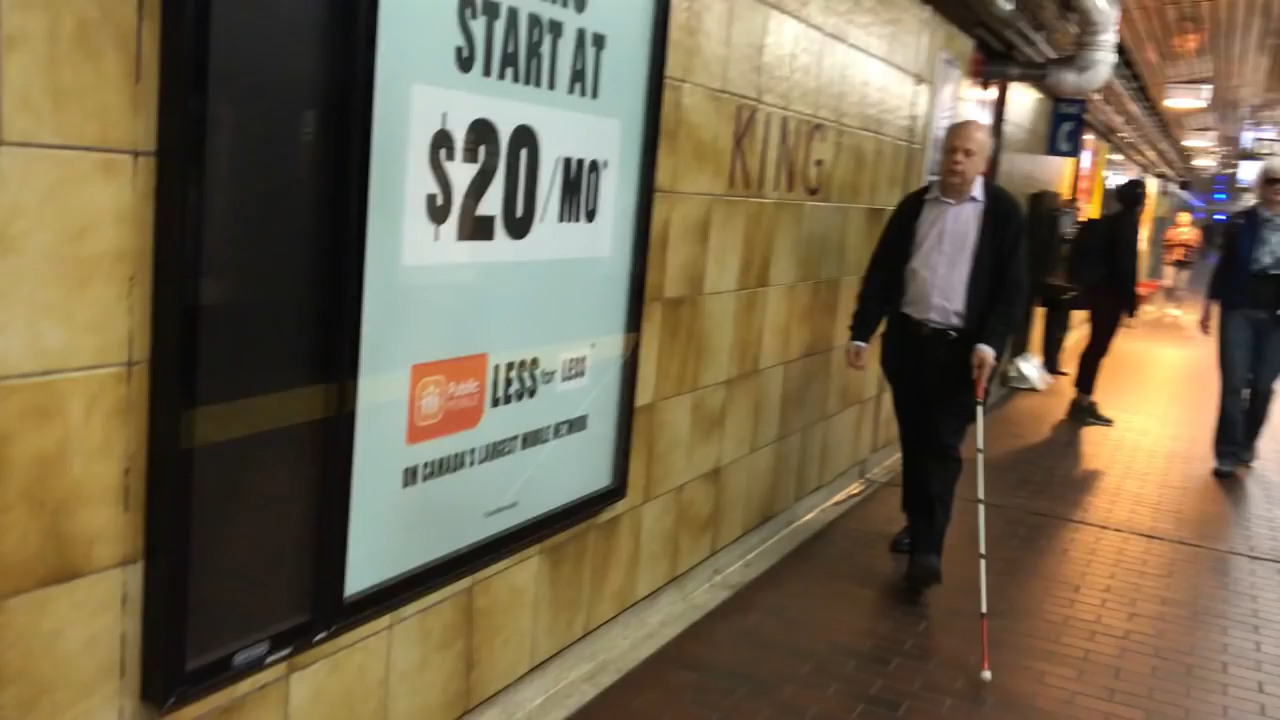 START AT
$20/MO*
Public
MOBILE
LESS for LESS
ON CANADA'S LARGEST MOBILE NETWORK
KING
C